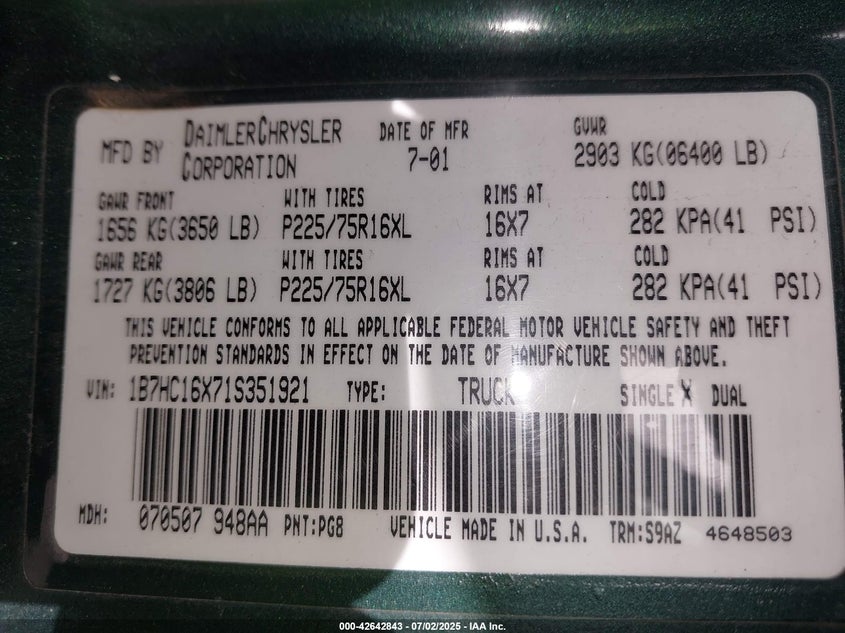 MFD BY DAIMLERCHRYSLER CORPORATION DATE OF MFR 7-01 GVWR 2903 KG(06400 LB)
GAWR FRONT WITH TIRES RIMS AT COLD
1656 KG(3650 LB) P225/75R16XL 16X7 282 KPA(41 PSI)
GAWR REAR WITH TIRES RIMS AT COLD
1727 KG(3806 LB) P225/75R16XL 16X7 282 KPA(41 PSI)
THIS VEHICLE CONFORMS TO ALL APPLICABLE FEDERAL MOTOR VEHICLE SAFETY AND THEFT
PREVENTION STANDARDS IN EFFECT ON THE DATE OF MANUFACTURE SHOWN ABOVE.
VIN: 1B7HC16X71S351921 TYPE: TRUCK SINGLE X DUAL
MDH: 070507 948AA PNT:PG8 VEHICLE MADE IN U.S.A. TRM:S9AZ 4648503
000-42642843 - 07/02/2025 - IAA Inc.